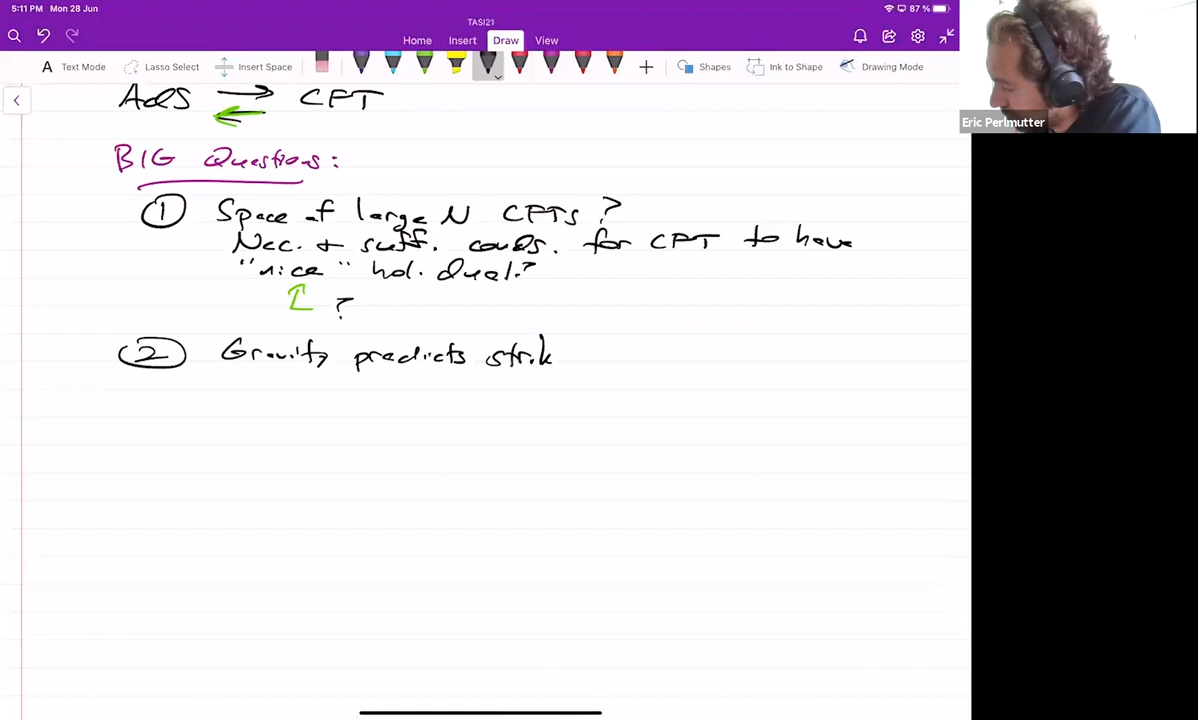 5:11 PM Mon 28 Jun
87 %
TASI21
Home Insert Draw View
Text Mode Lasso Select Insert Space Shapes Ink to Shape Drawing Mode
AdS → CFT
←
BIG Questions:
① Space of large N CFTs ?
Nec. + suff. conds. for CFT to have
"nice" hol. dual?
↑ ?
② Gravity predicts strik
Eric Perlmutter